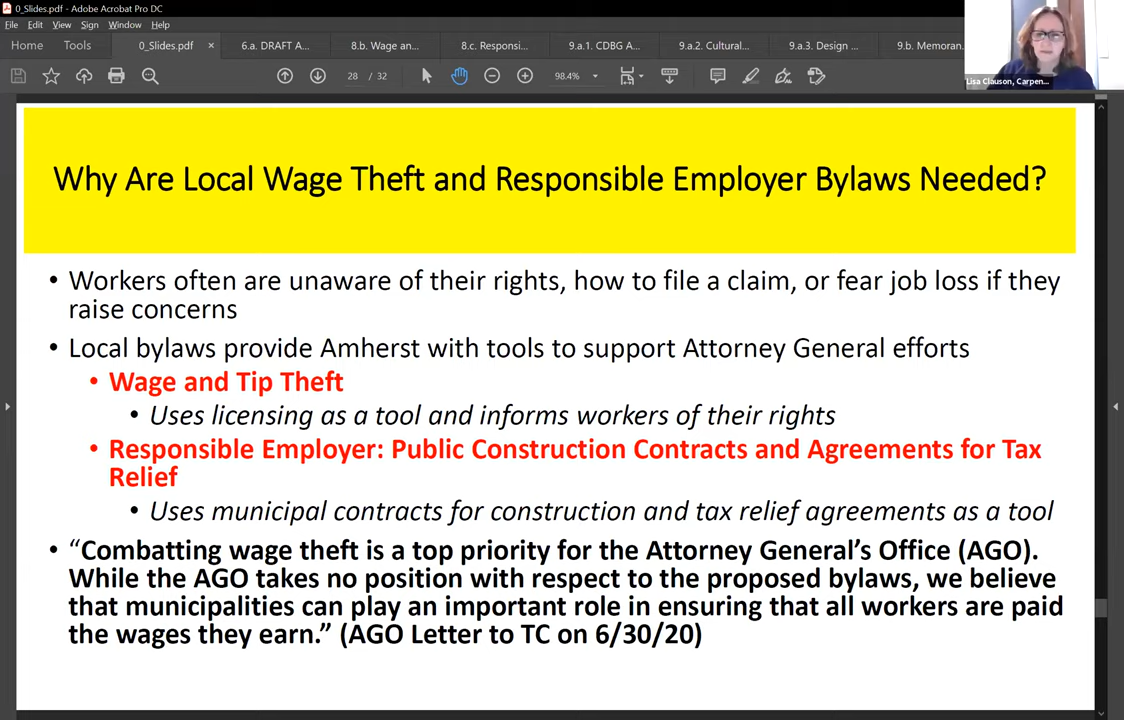 0_Slides.pdf - Adobe Acrobat Pro DC
File Edit View Sign Window Help
Home Tools 0_Slides.pdf × 6.a. DRAFT A... 8.b. Wage an... 8.c. Responsi... 9.a.1. CDBG A... 9.a.2. Cultural... 9.a.3. Design ... 9.b. Memoran.
28 / 32 98.4%
Lisa Clauson, Carpen...
Why Are Local Wage Theft and Responsible Employer Bylaws Needed?
• Workers often are unaware of their rights, how to file a claim, or fear job loss if they
raise concerns
• Local bylaws provide Amherst with tools to support Attorney General efforts
• Wage and Tip Theft
• Uses licensing as a tool and informs workers of their rights
• Responsible Employer: Public Construction Contracts and Agreements for Tax
Relief
• Uses municipal contracts for construction and tax relief agreements as a tool
• “Combatting wage theft is a top priority for the Attorney General’s Office (AGO).
While the AGO takes no position with respect to the proposed bylaws, we believe
that municipalities can play an important role in ensuring that all workers are paid
the wages they earn.” (AGO Letter to TC on 6/30/20)